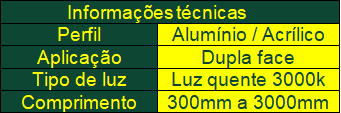 Informações técnicas
Perfil Alumínio / Acrílico
Aplicação Dupla face
Tipo de luz Luz quente 3000k
Comprimento 300mm a 3000mm